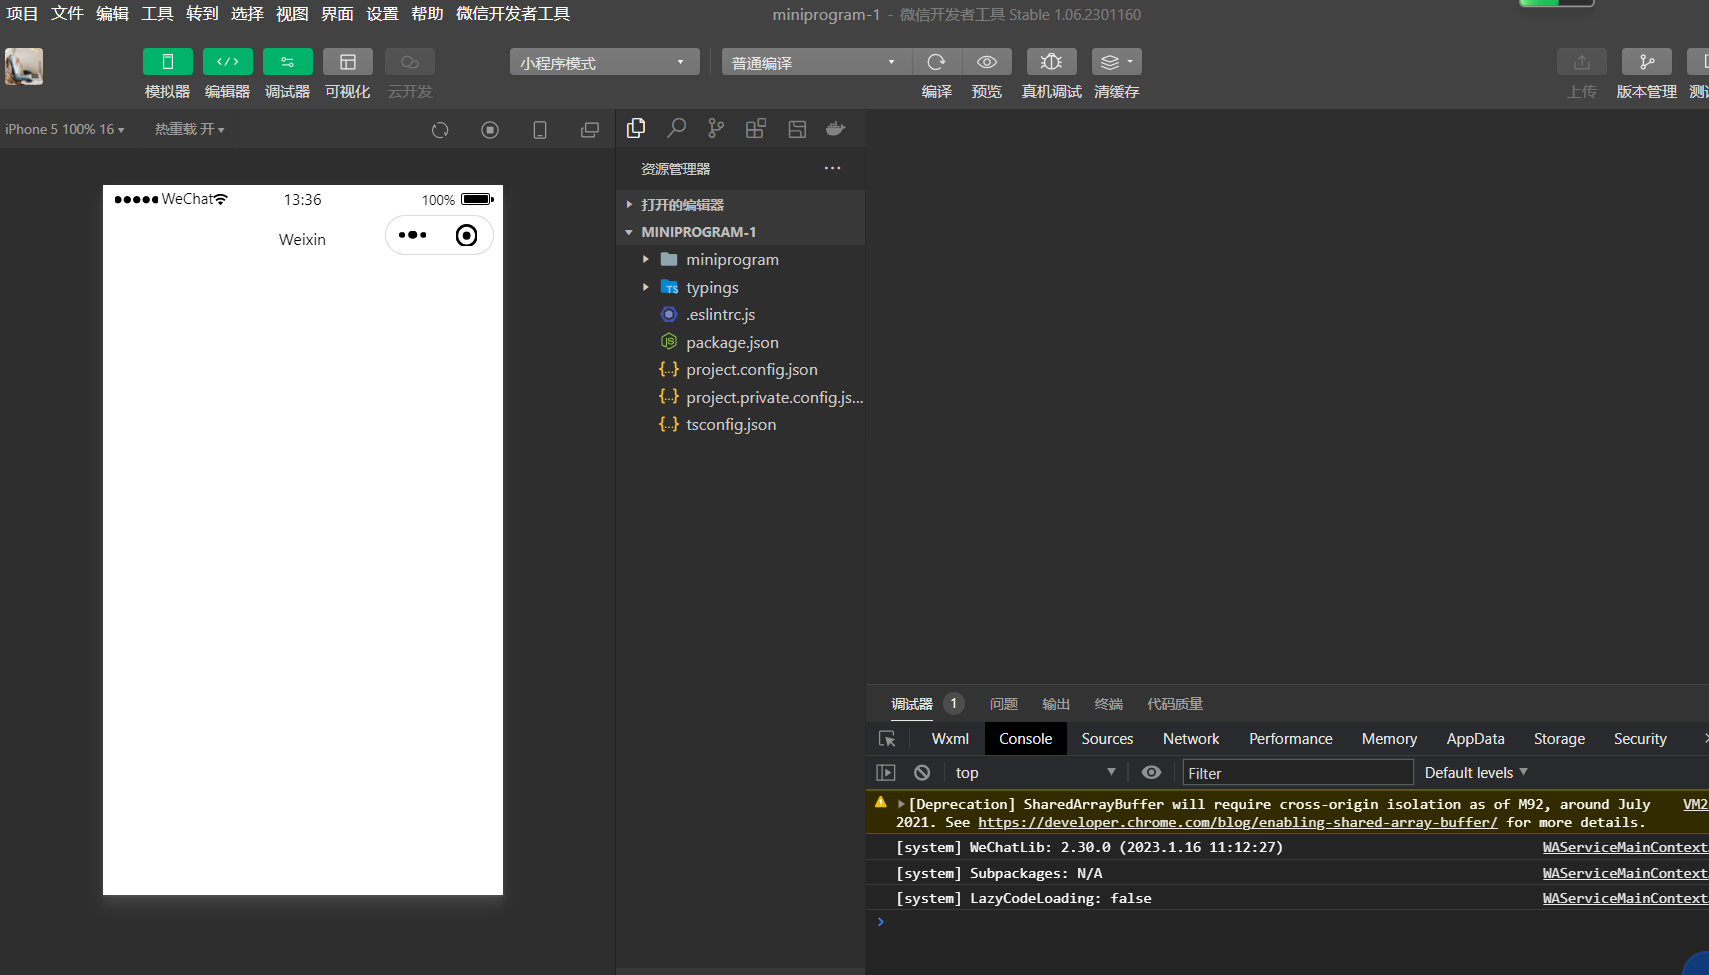 项目 文件 编辑 工具 转到 选择 视图 界面 设置 帮助 微信开发者工具
miniprogram-1 - 微信开发者工具 Stable 1.06.2301160
小程序模式
普通编译
模拟器 编辑器 调试器 可视化 云开发
编译 预览 真机调试 清缓存
上传 版本管理 测试
iPhone 5 100% 16
热重载 开
WeChat
13:36
100%
Weixin
资源管理器
打开的编辑器
MINIPROGRAM-1
miniprogram
typings
.eslintrc.js
package.json
project.config.json
project.private.config.js...
tsconfig.json
调试器 1 问题 输出 终端 代码质量
Wxml Console Sources Network Performance Memory AppData Storage Security
top
Filter
Default levels
[Deprecation] SharedArrayBuffer will require cross-origin isolation as of M92, around July VM2
2021. See https://developer.chrome.com/blog/enabling-shared-array-buffer/ for more details.
[system] WeChatLib: 2.30.0 (2023.1.16 11:12:27) WAServiceMainContext
[system] Subpackages: N/A WAServiceMainContext
[system] LazyCodeLoading: false WAServiceMainContext